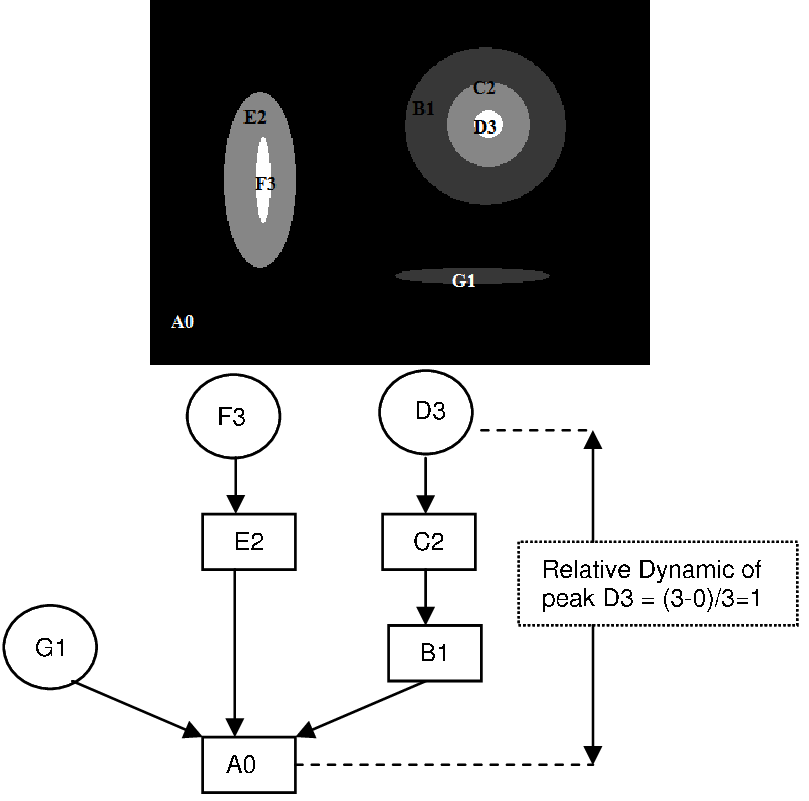 C2
B1
E2
D3
F3
G1
A0
F3
D3
E2
C2
Relative Dynamic of
peak D3 = (3-0)/3=1
G1
B1
A0